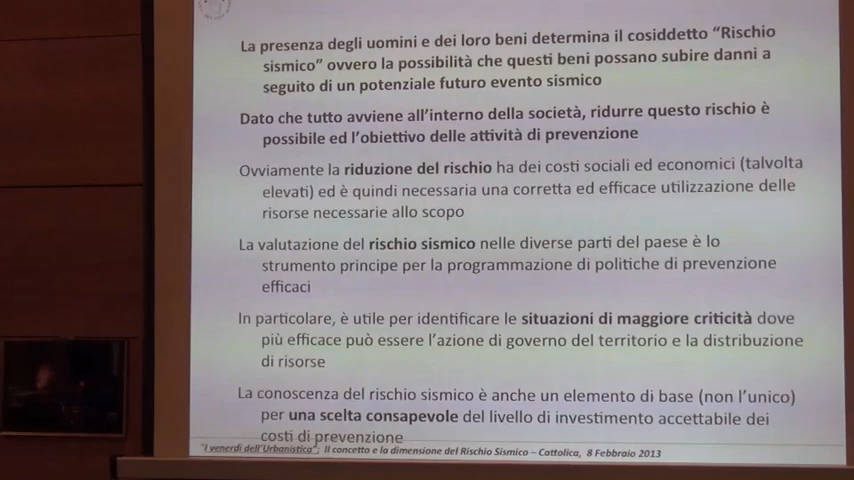 La presenza degli uomini e dei loro beni determina il cosiddetto “Rischio
sismico” ovvero la possibilità che questi beni possano subire danni a
seguito di un potenziale futuro evento sismico
Dato che tutto avviene all’interno della società, ridurre questo rischio è
possibile ed l’obiettivo delle attività di prevenzione
Ovviamente la riduzione del rischio ha dei costi sociali ed economici (talvolta
elevati) ed è quindi necessaria una corretta ed efficace utilizzazione delle
risorse necessarie allo scopo
La valutazione del rischio sismico nelle diverse parti del paese è lo
strumento principe per la programmazione di politiche di prevenzione
efficaci
In particolare, è utile per identificare le situazioni di maggiore criticità dove
più efficace può essere l’azione di governo del territorio e la distribuzione
di risorse
La conoscenza del rischio sismico è anche un elemento di base (non l’unico)
per una scelta consapevole del livello di investimento accettabile dei
costi di prevenzione
"I venerdì dell’Urbanistica": Il concetto e la dimensione del Rischio Sismico – Cattolica, 8 Febbraio 2013